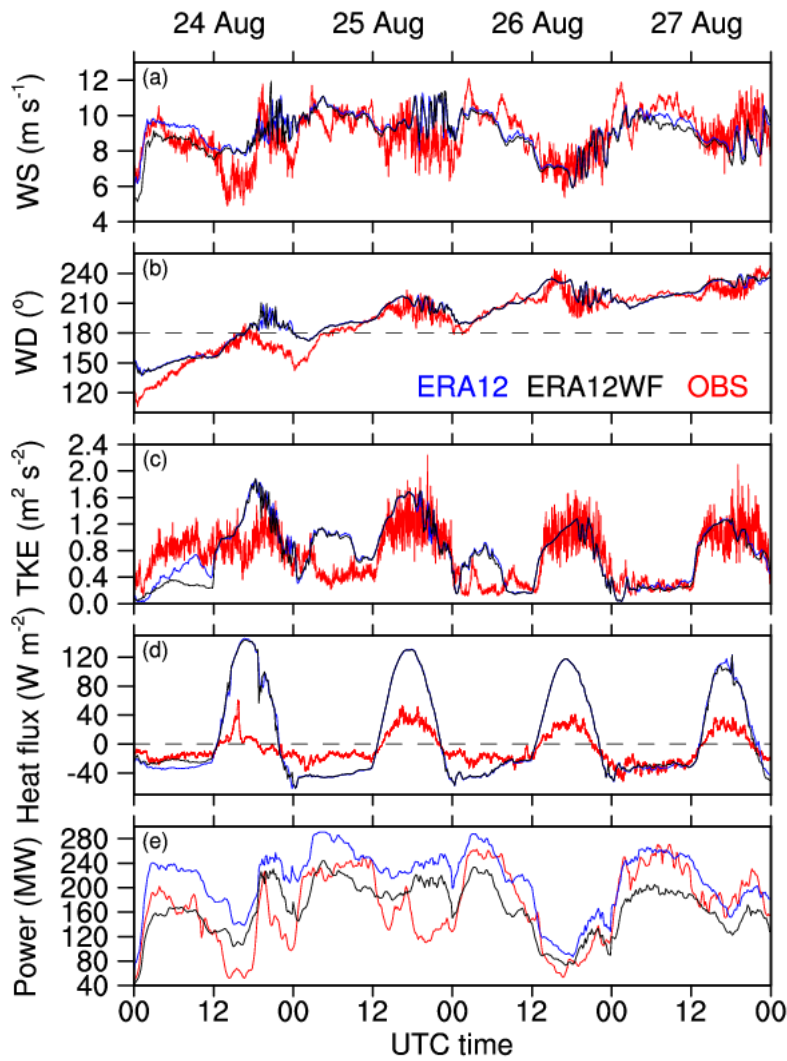 24 Aug 25 Aug 26 Aug 27 Aug
(a)
WS (m s⁻¹)
12
10
8
6
4
(b)
WD (°)
240
210
180
150
120
ERA12 ERA12WF OBS
(c)
TKE (m² s⁻²)
2.4
2.0
1.6
1.2
0.8
0.4
0.0
(d)
Heat flux (W m⁻²)
120
80
40
0
-40
(e)
Power (MW)
280
240
200
160
120
80
40
00 12 00 12 00 12 00 12 00
UTC time